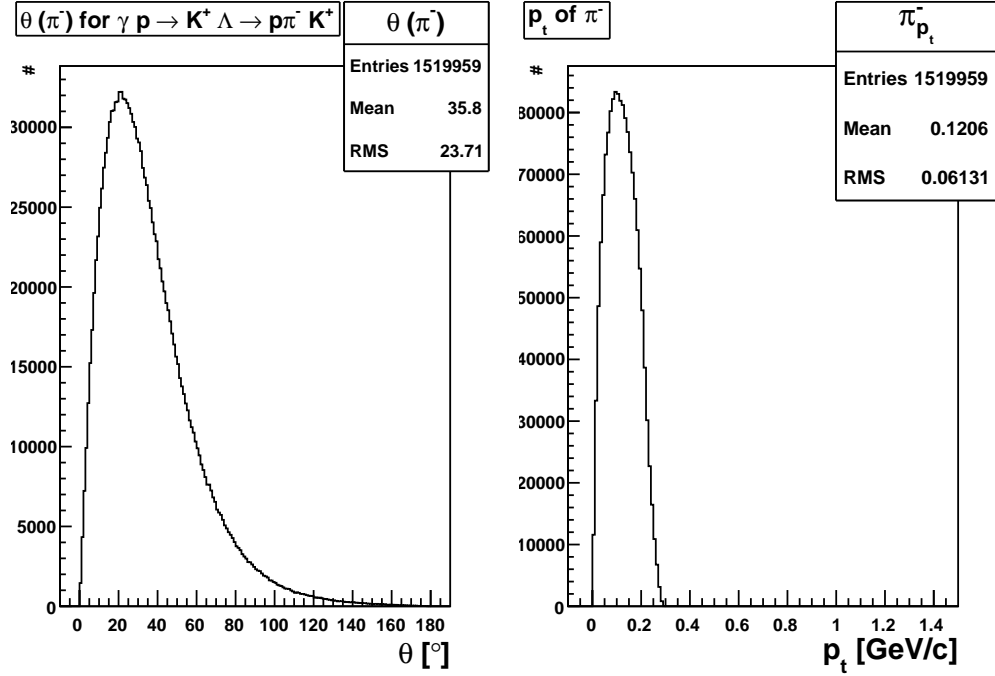 θ (π-) for γ p → K+ Λ → pπ- K+
θ (π-)
Entries 1519959
Mean 35.8
RMS 23.71
#
30000
25000
20000
15000
10000
5000
0
0 20 40 60 80 100 120 140 160 180
θ [°]
pt of π-
π-pt
Entries 1519959
Mean 0.1206
RMS 0.06131
#
80000
70000
60000
50000
40000
30000
20000
10000
0
0 0.2 0.4 0.6 0.8 1 1.2 1.4
pt [GeV/c]